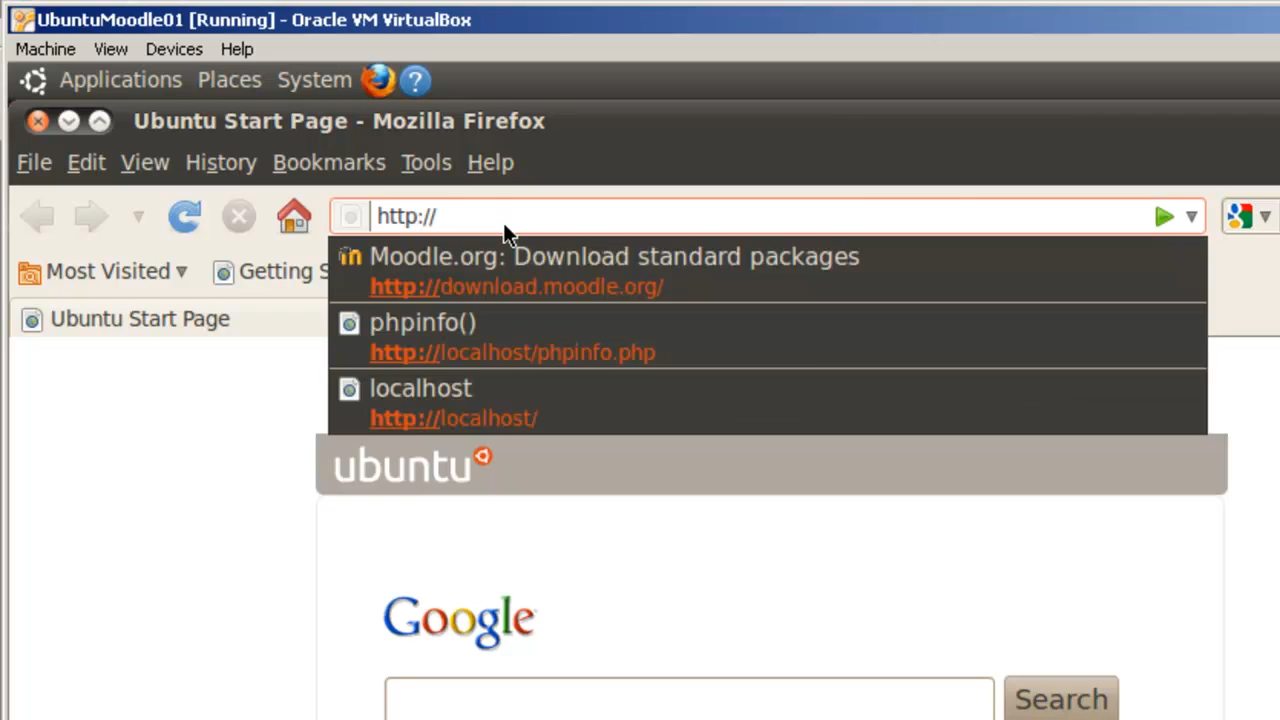 UbuntuMoodle01 [Running] - Oracle VM VirtualBox
Machine View Devices Help
Applications Places System ?
Ubuntu Start Page - Mozilla Firefox
File Edit View History Bookmarks Tools Help
http://
Moodle.org: Download standard packages
http://download.moodle.org/
Most Visited Getting S
phpinfo()
http://localhost/phpinfo.php
Ubuntu Start Page
localhost
http://localhost/
ubuntu
Google
Search